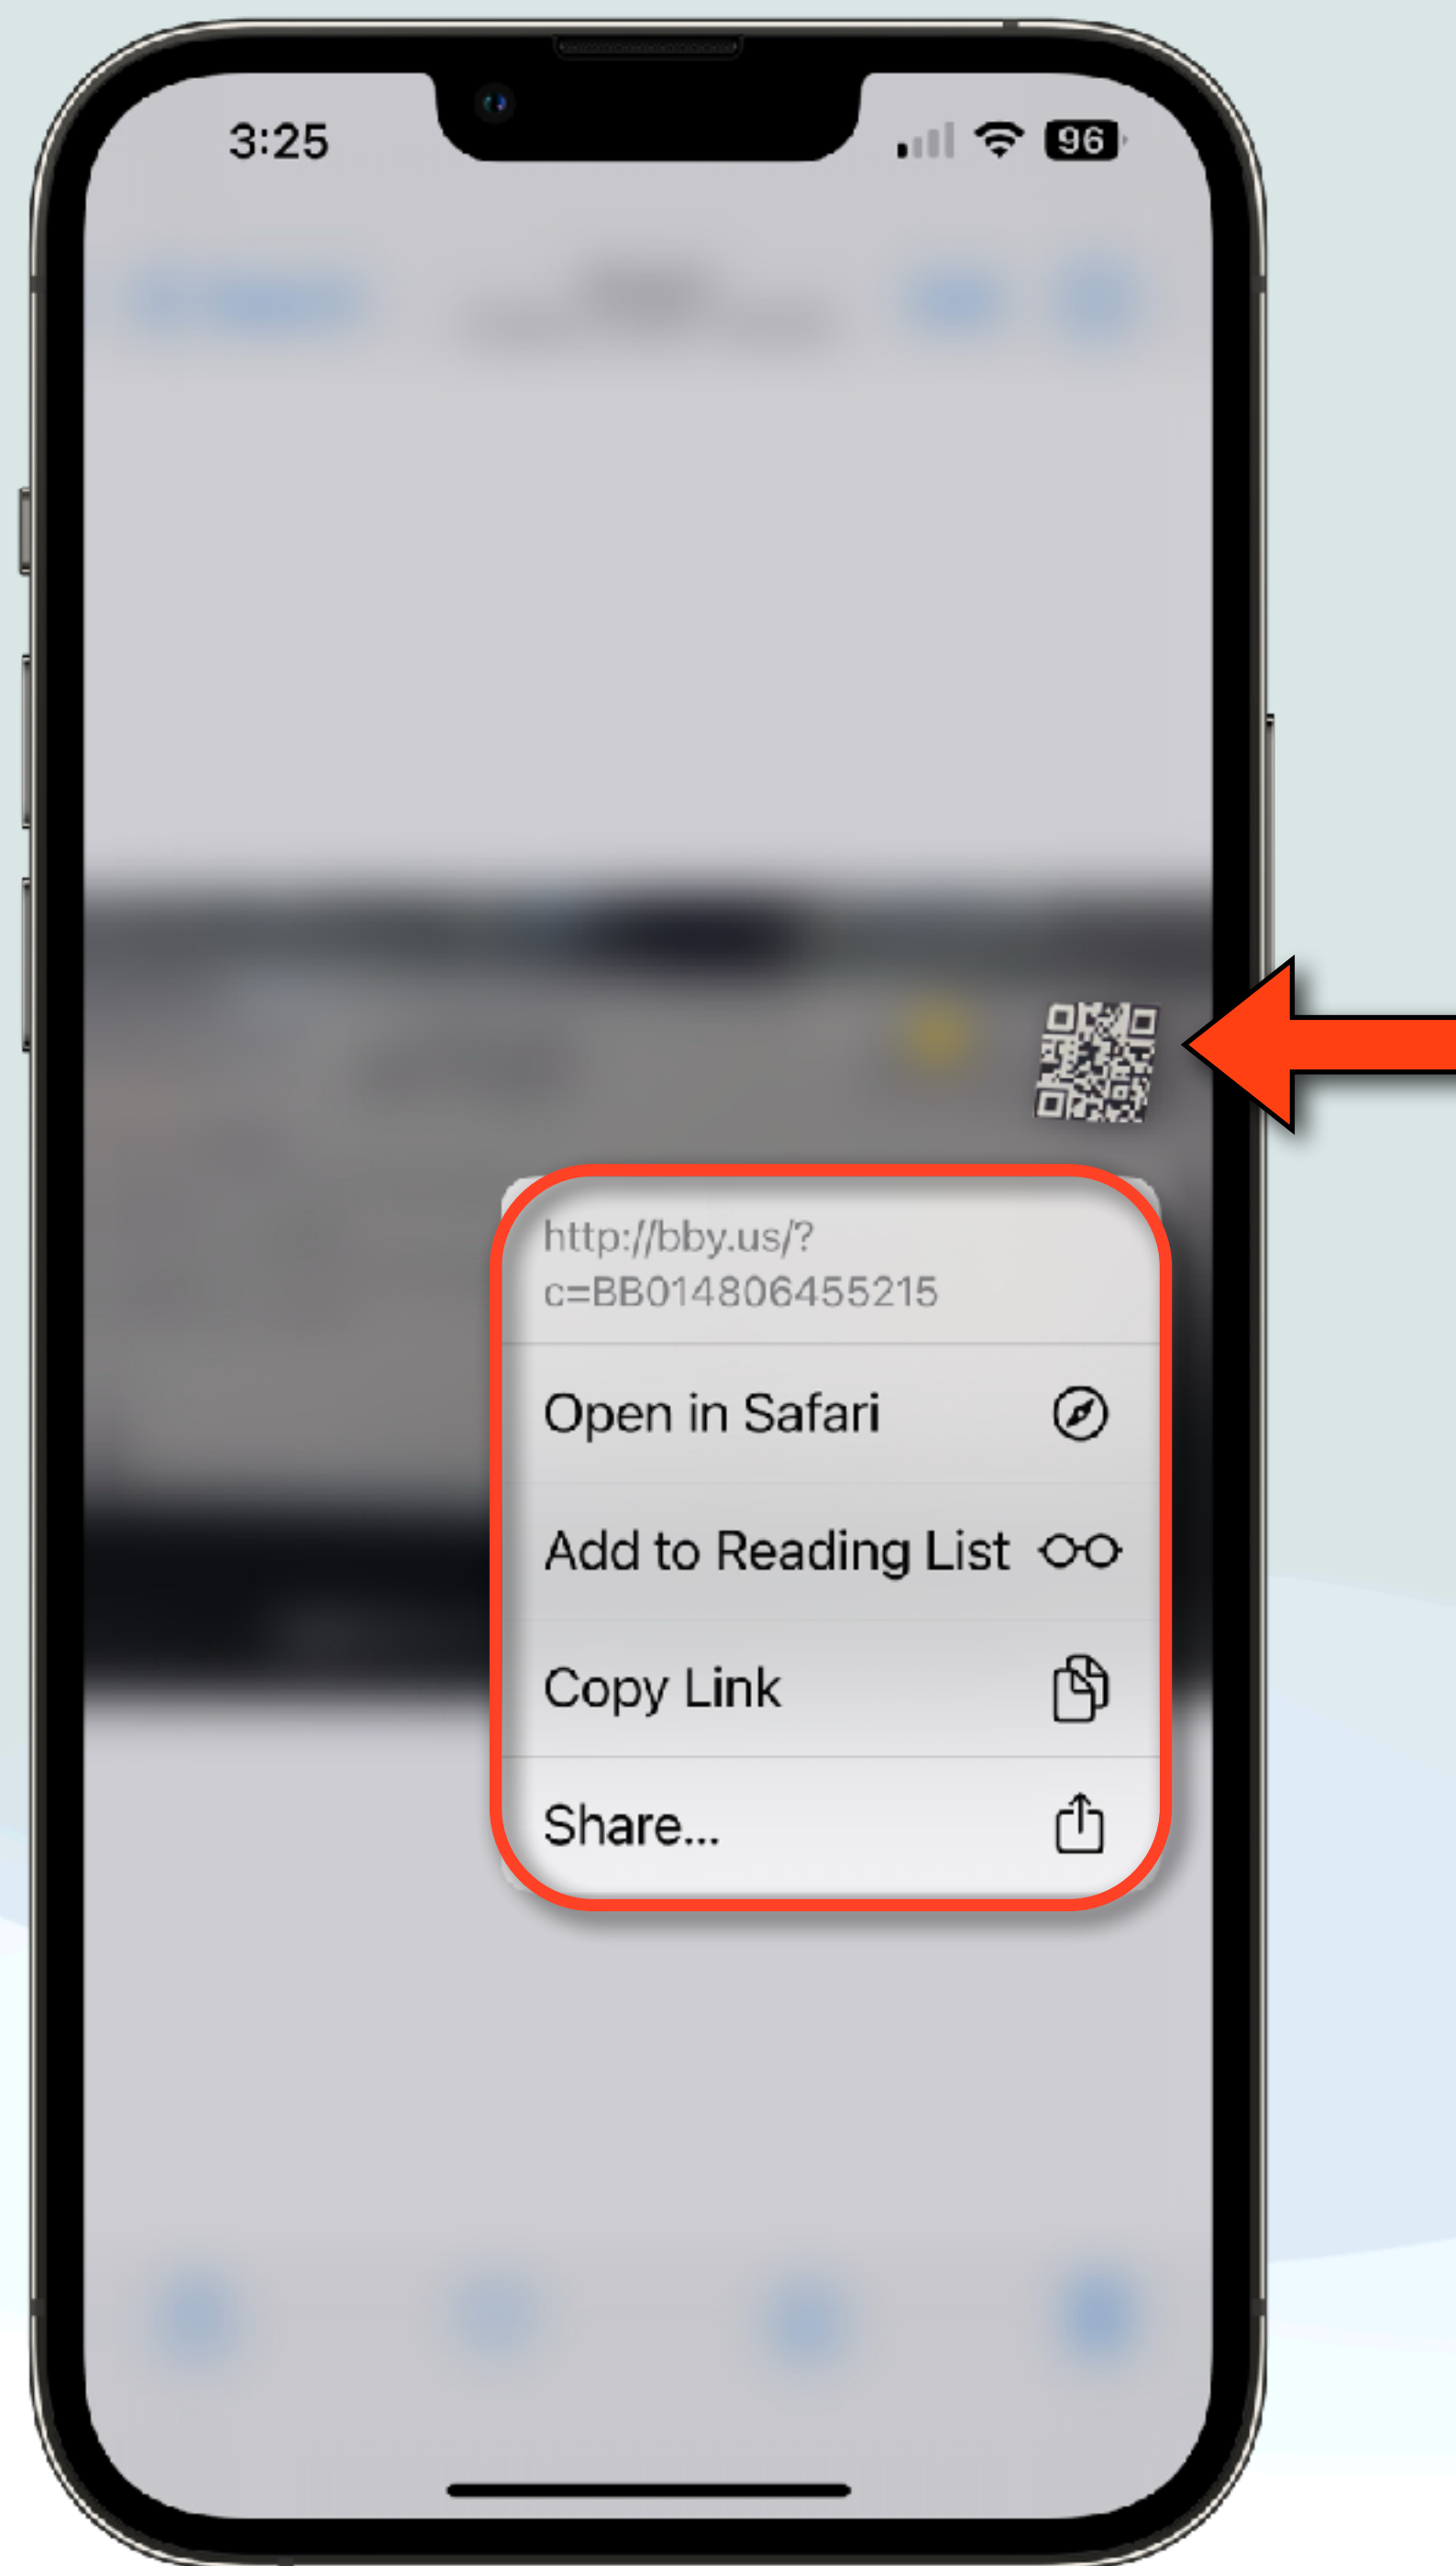 3:25
96
http://bby.us/?
c=BB014806455215
Open in Safari
Add to Reading List
Copy Link
Share...